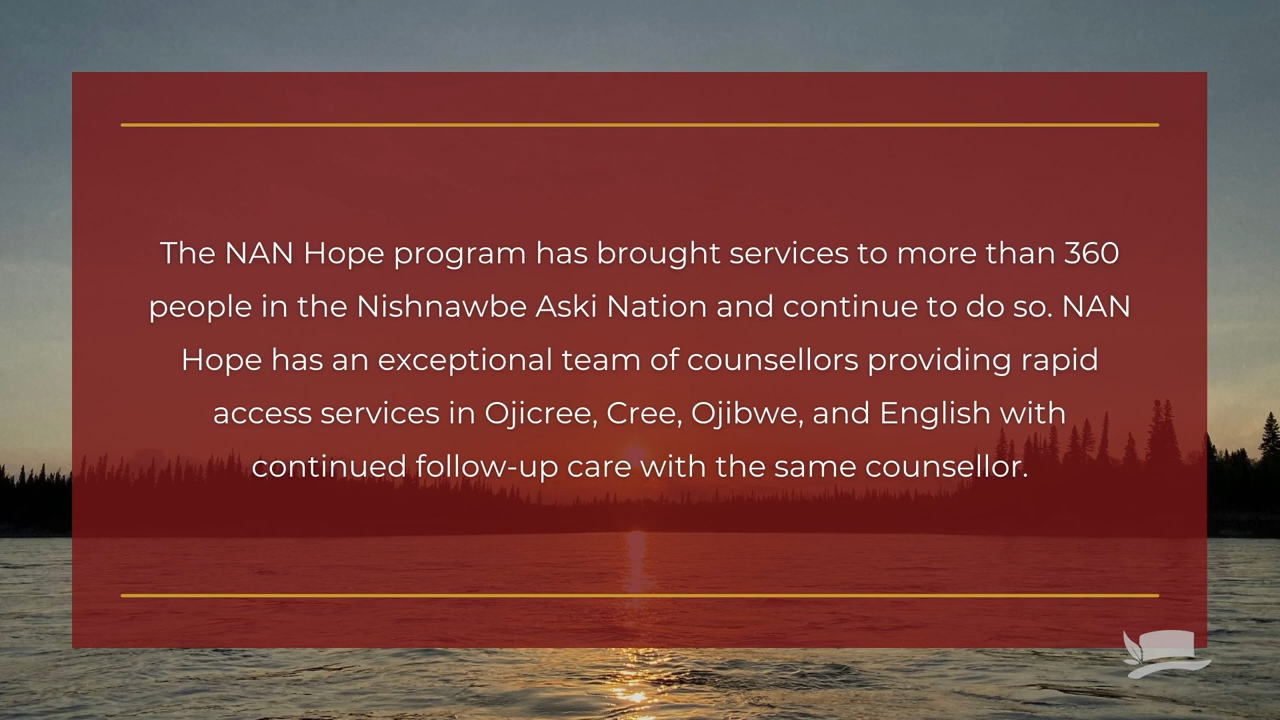 The NAN Hope program has brought services to more than 360
people in the Nishnawbe Aski Nation and continue to do so. NAN
Hope has an exceptional team of counsellors providing rapid
access services in Ojicree, Cree, Ojibwe, and English with
continued follow-up care with the same counsellor.